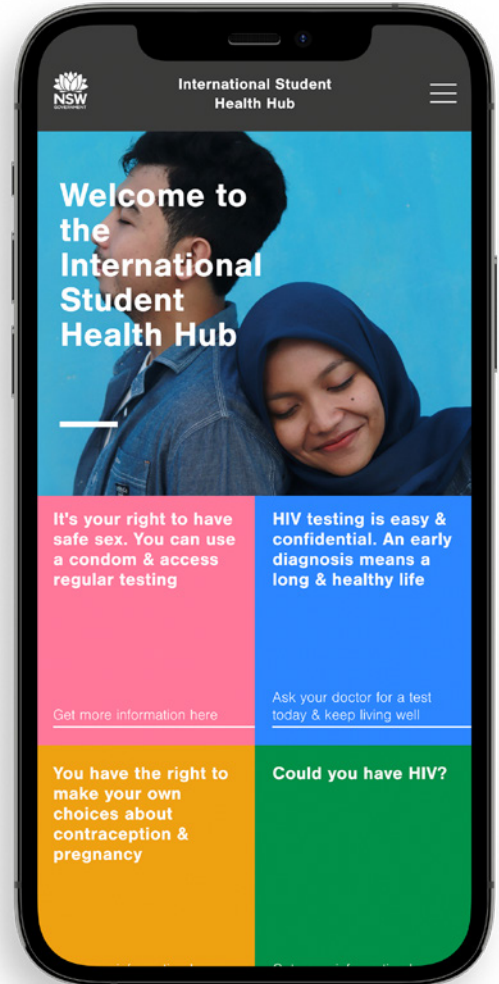 NSW
GOVERNMENT
International Student
Health Hub
Welcome to
the
International
Student
Health Hub
It's your right to have
safe sex. You can use
a condom & access
regular testing
Get more information here
HIV testing is easy &
confidential. An early
diagnosis means a
long & healthy life
Ask your doctor for a test
today & keep living well
You have the right to
make your own
choices about
contraception &
pregnancy
Could you have HIV?